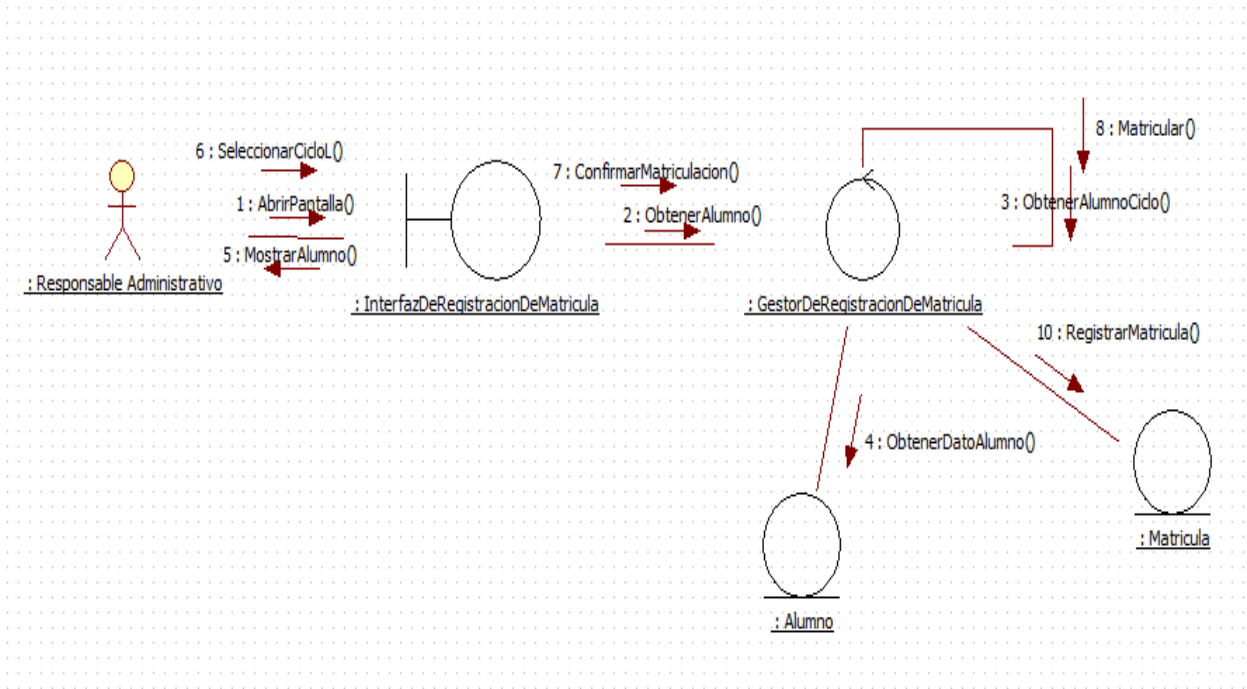 8 : Matricular()
6 : SeleccionarCicloL()
7 : ConfirmarMatriculacion()
1 : AbrirPantalla()
3 : ObtenerAlumnoCiclo()
2 : ObtenerAlumno()
5 : MostrarAlumno()
: Responsable Administrativo
: InterfazDeRegistracionDeMatricula
: GestorDeRegistracionDeMatricula
10 : RegistrarMatricula()
4 : ObtenerDatoAlumno()
: Matricula
: Alumno